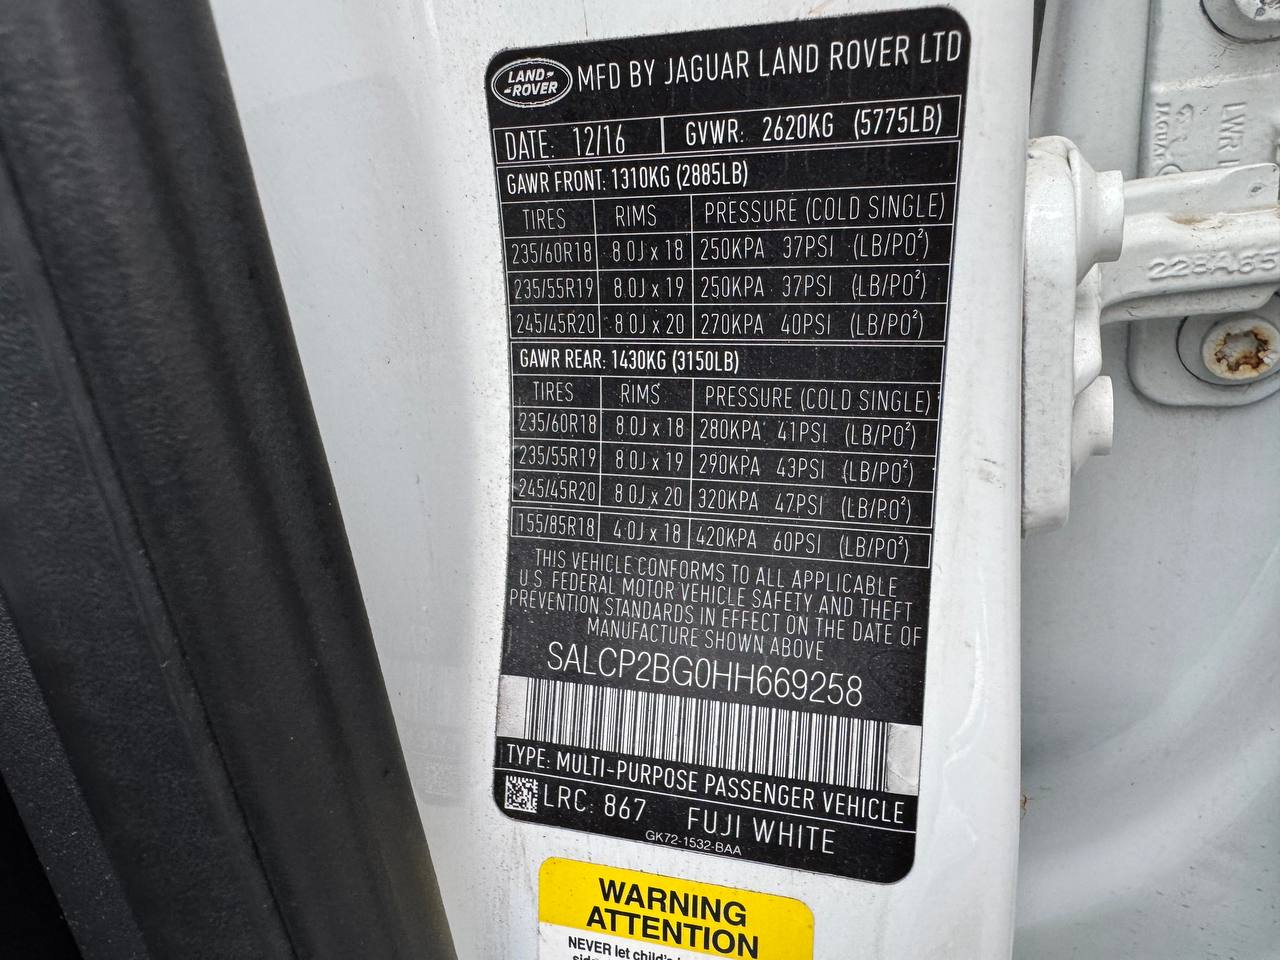 LAND ROVER MFD BY JAGUAR LAND ROVER LTD
DATE: 12/16 GVWR: 2620KG (5775LB)
GAWR FRONT: 1310KG (2885LB)
TIRES RIMS PRESSURE (COLD SINGLE)
235/60R18 8.0J x 18 250KPA 37PSI (LB/PO²)
235/55R19 8.0J x 19 250KPA 37PSI (LB/PO²)
245/45R20 8.0J x 20 270KPA 40PSI (LB/PO²)
GAWR REAR: 1430KG (3150LB)
TIRES RIMS PRESSURE (COLD SINGLE)
235/60R18 8.0J x 18 280KPA 41PSI (LB/PO²)
235/55R19 8.0J x 19 290KPA 43PSI (LB/PO²)
245/45R20 8.0J x 20 320KPA 47PSI (LB/PO²)
155/85R18 4.0J x 18 420KPA 60PSI (LB/PO²)
THIS VEHICLE CONFORMS TO ALL APPLICABLE
U.S. FEDERAL MOTOR VEHICLE SAFETY AND THEFT
PREVENTION STANDARDS IN EFFECT ON THE DATE OF
MANUFACTURE SHOWN ABOVE
SALCP2BG0HH669258
TYPE: MULTI-PURPOSE PASSENGER VEHICLE
LRC: 867 FUJI WHITE
GK72-1532-BAA
WARNING
ATTENTION
NEVER let child's
LWR
JAGUAR
228A65